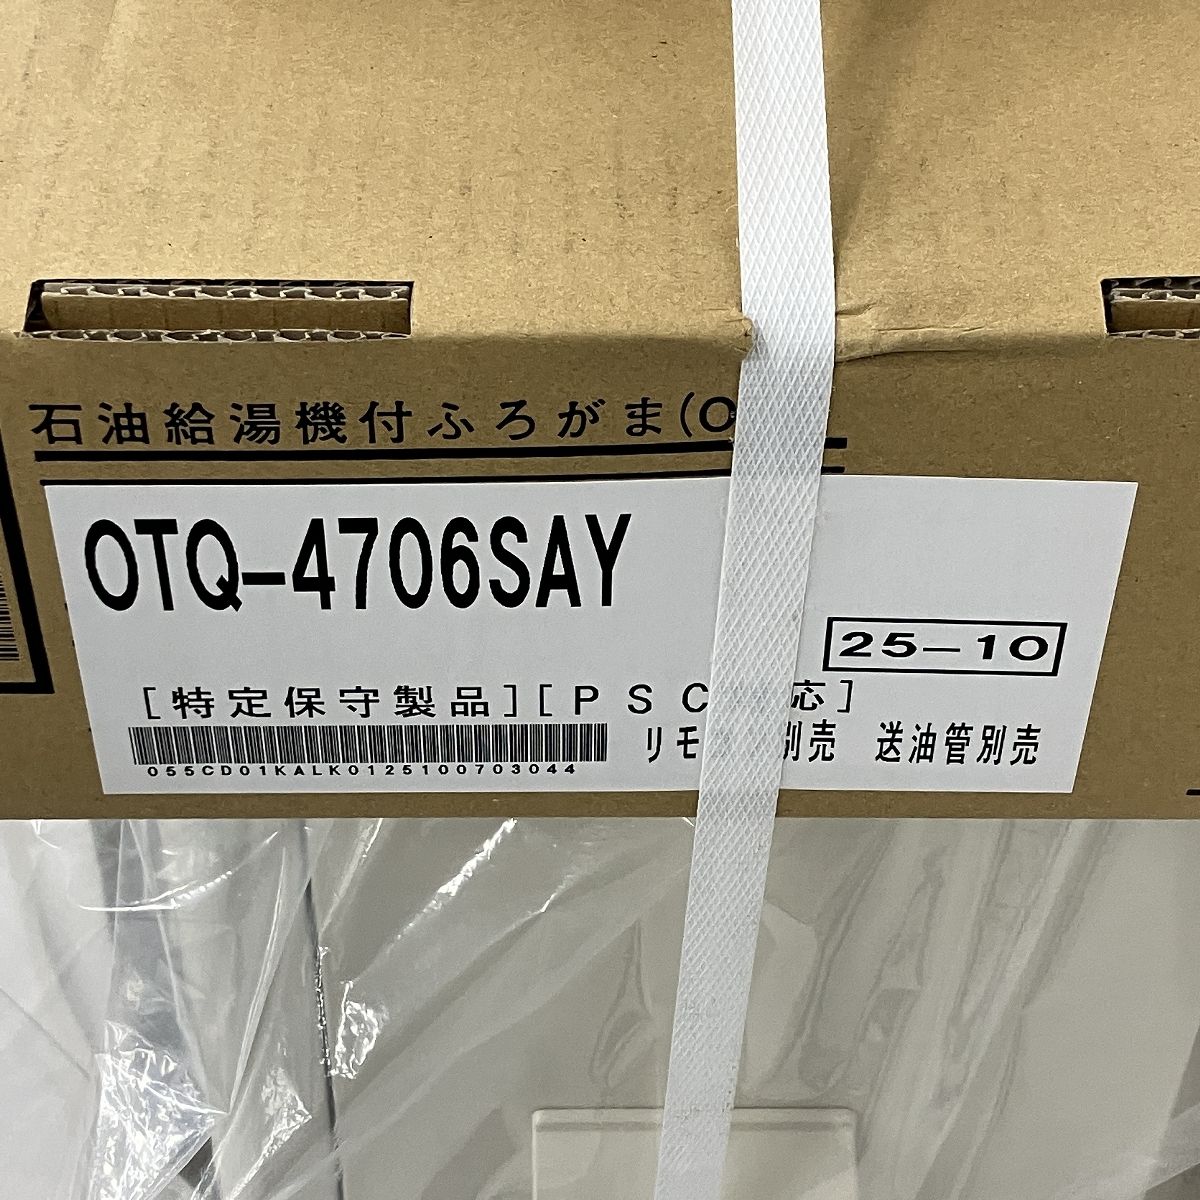 石油給湯機付ふろがま(O
OTQ-4706SAY
25-10
[特定保守製品][PSC 応]
リモ 別売 送油管別売
055CD01KALK0125100703044